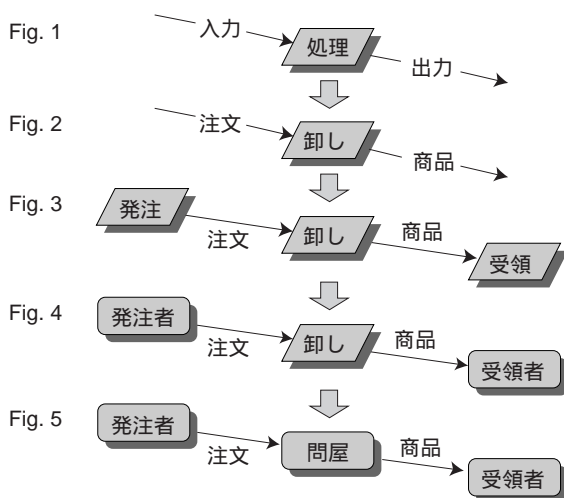 Fig. 1
入力
処理
出力
Fig. 2
注文
卸し
商品
Fig. 3
発注
注文
卸し
商品
受領
Fig. 4
発注者
注文
卸し
商品
受領者
Fig. 5
発注者
注文
問屋
商品
受領者